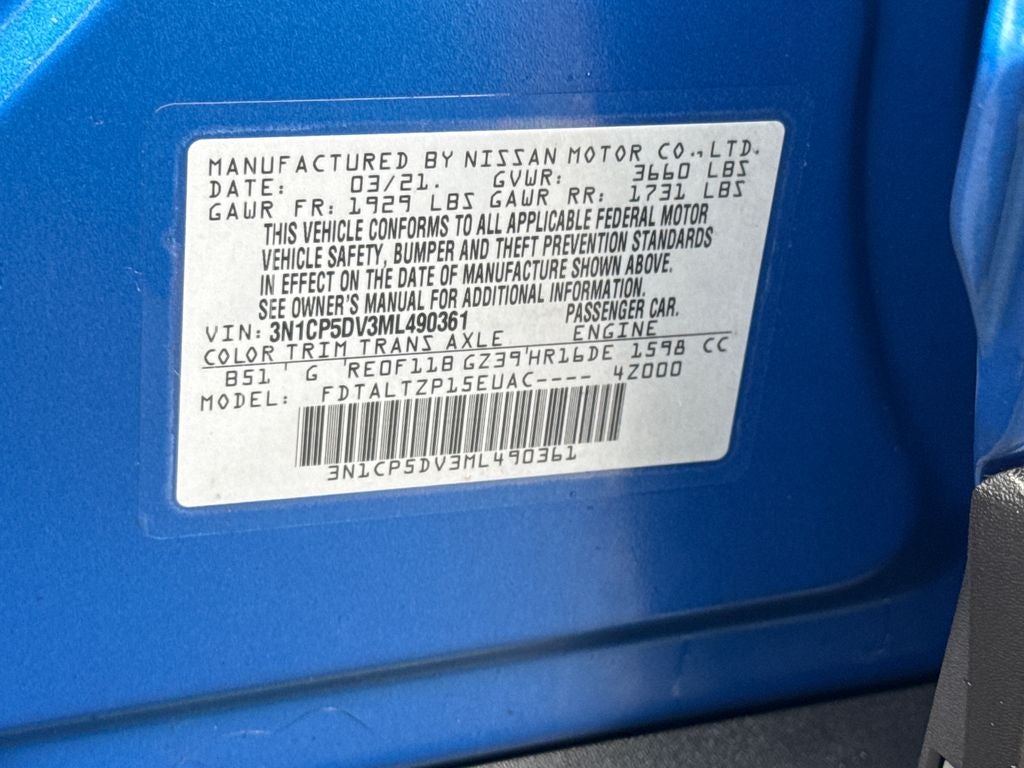 MANUFACTURED BY NISSAN MOTOR CO., LTD.
DATE: 03/21. GVWR: 3660 LBS
GAWR FR: 1929 LBS GAWR RR: 1731 LBS
THIS VEHICLE CONFORMS TO ALL APPLICABLE FEDERAL MOTOR
VEHICLE SAFETY, BUMPER AND THEFT PREVENTION STANDARDS
IN EFFECT ON THE DATE OF MANUFACTURE SHOWN ABOVE.
SEE OWNER'S MANUAL FOR ADDITIONAL INFORMATION.
VIN: 3N1CP5DV3ML490361 PASSENGER CAR.
COLOR TRIM TRANS AXLE ENGINE
B51 ' G 'RE0F11B GZ39'HR16DE 1598 CC
MODEL: FDTALTZP15EUAC---- 4Z000
3N1CP5DV3ML490361